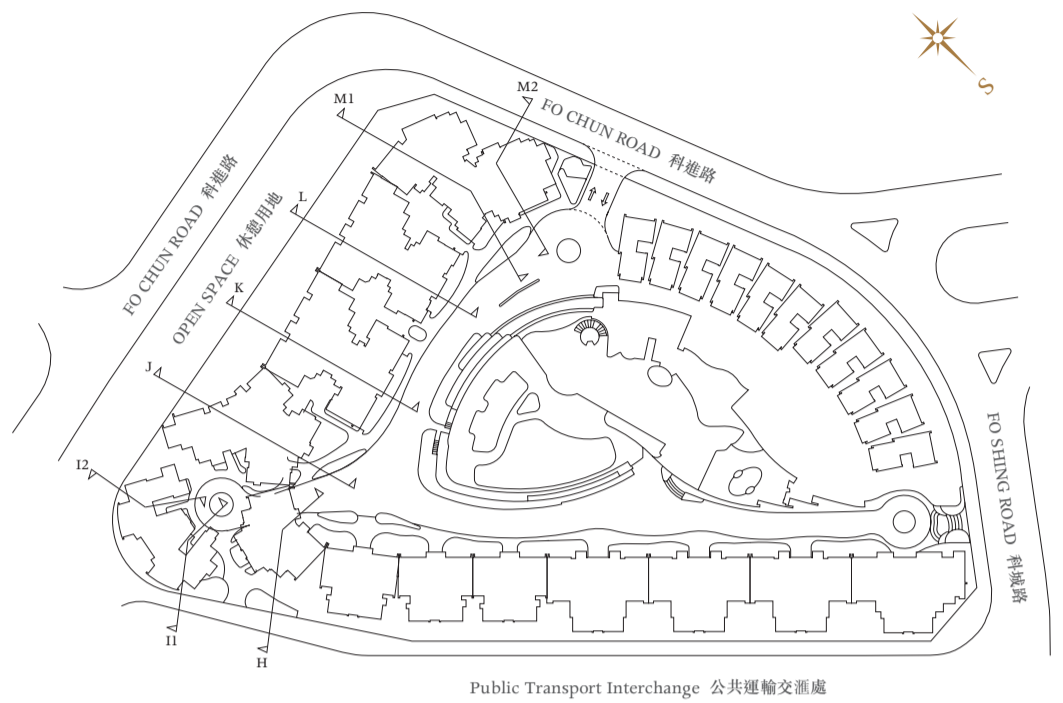 S
M2
M1
FO CHUN ROAD 科進路
FO CHUN ROAD 科進路
L
OPEN SPACE 休憩用地
K
J
I2
FO SHING ROAD 科城路
I1
H
Public Transport Interchange 公共運輸交滙處